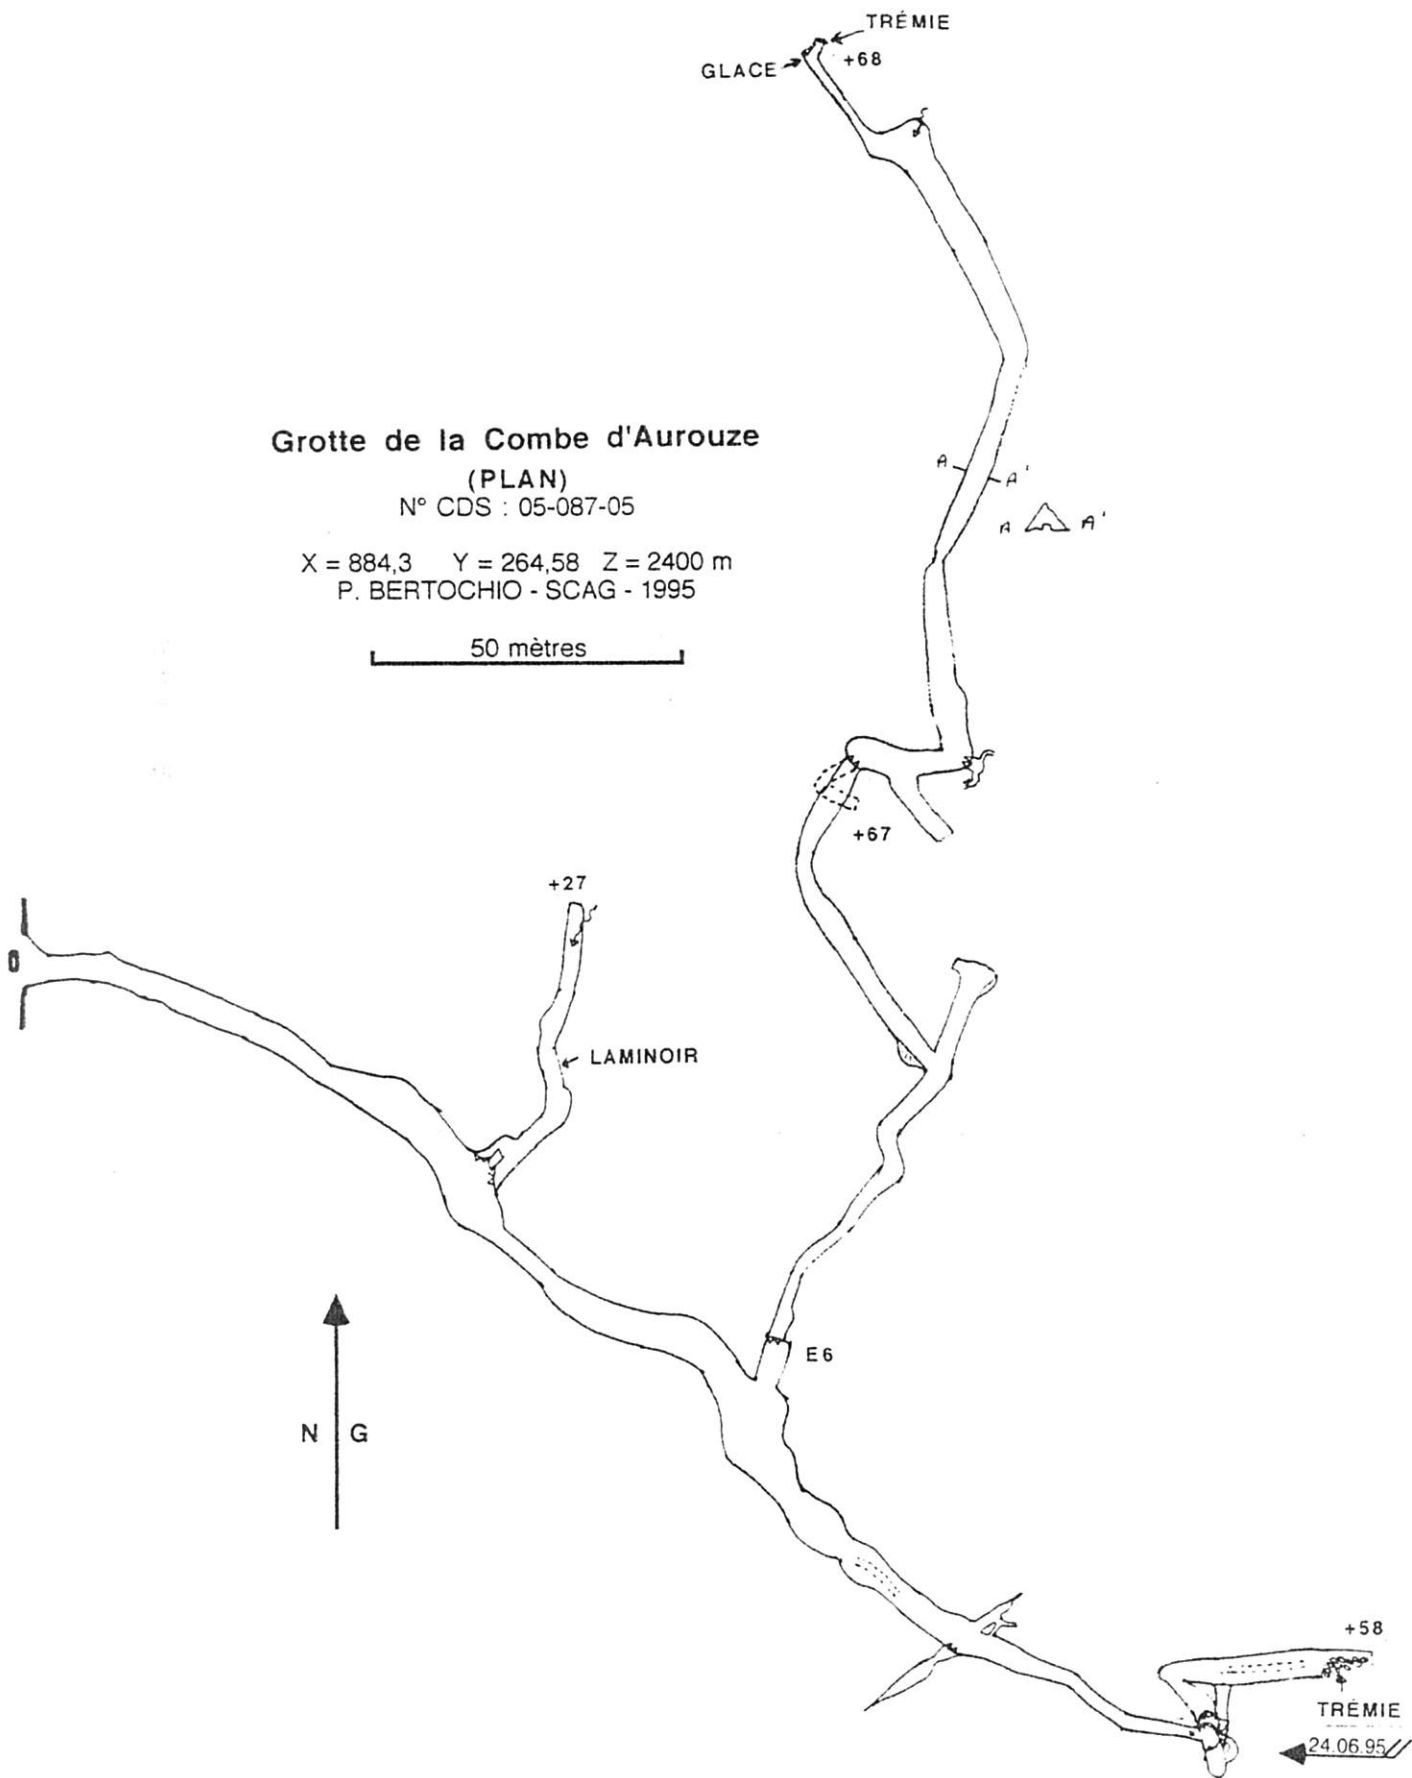 TRÉMIE
GLACE
+68
Grotte de la Combe d'Aurouze
(PLAN)
N° CDS : 05-087-05
X = 884,3 Y = 264,58 Z = 2400 m
P. BERTOCHIO - SCAG - 1995
50 mètres
A
A'
A A'
+67
+27
0
LAMINOIR
E6
N G
+58
TRÉMIE
24.06.95